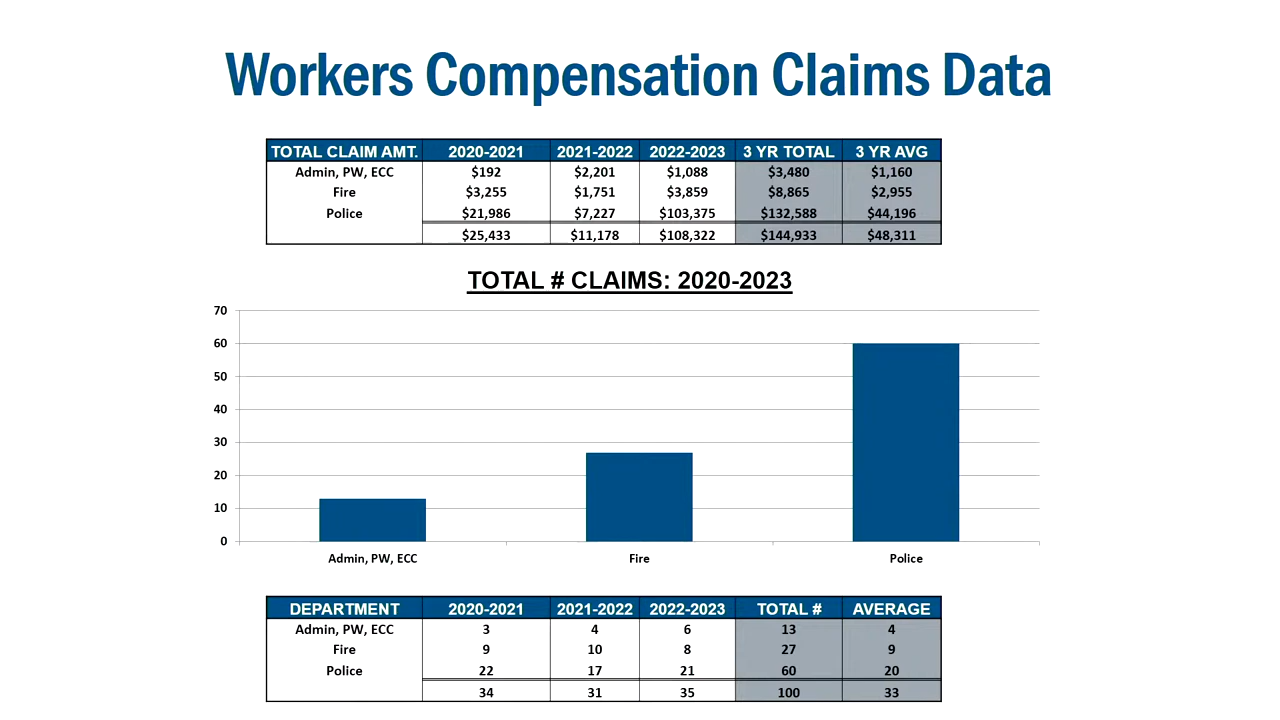 Workers Compensation Claims Data
TOTAL CLAIM AMT. 2020-2021 2021-2022 2022-2023 3 YR TOTAL 3 YR AVG
Admin, PW, ECC $192 $2,201 $1,088 $3,480 $1,160
Fire $3,255 $1,751 $3,859 $8,865 $2,955
Police $21,986 $7,227 $103,375 $132,588 $44,196
$25,433 $11,178 $108,322 $144,933 $48,311
TOTAL # CLAIMS: 2020-2023
70
60
50
40
30
20
10
0
Admin, PW, ECC Fire Police
DEPARTMENT 2020-2021 2021-2022 2022-2023 TOTAL # AVERAGE
Admin, PW, ECC 3 4 6 13 4
Fire 9 10 8 27 9
Police 22 17 21 60 20
34 31 35 100 33